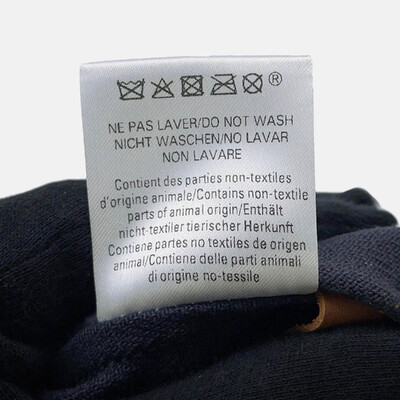 ®
NE PAS LAVER/DO NOT WASH
NICHT WASCHEN/NO LAVAR
NON LAVARE
Contient des parties non-textiles
d'origine animale/Contains non-textile
parts of animal origin/Enthält
nicht-textiler tierischer Herkunft
Contiene partes no textiles de origen
animal/Contiene delle parti animali
di origine no-tessile